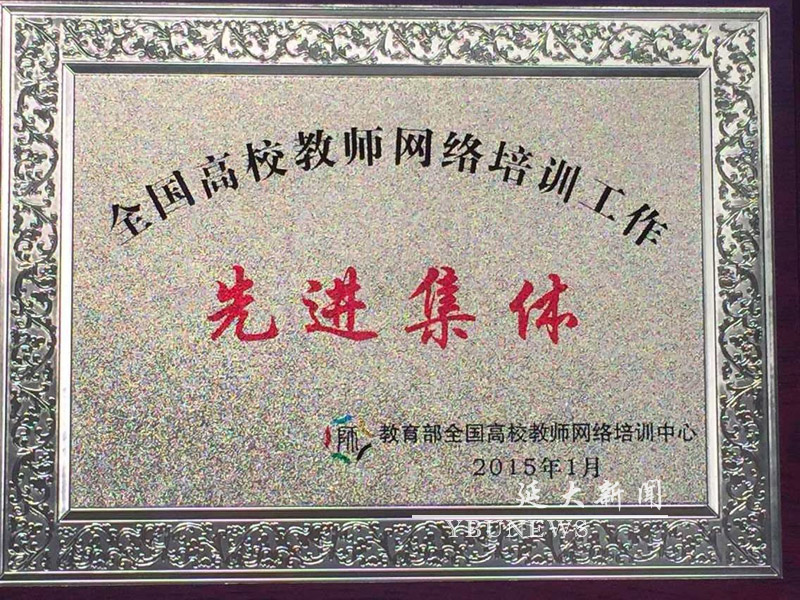 全国高校教师网络培训工作
先进集体
師
教育部全国高校教师网络培训中心
2015年1月
延大新闻
YBUNEWS